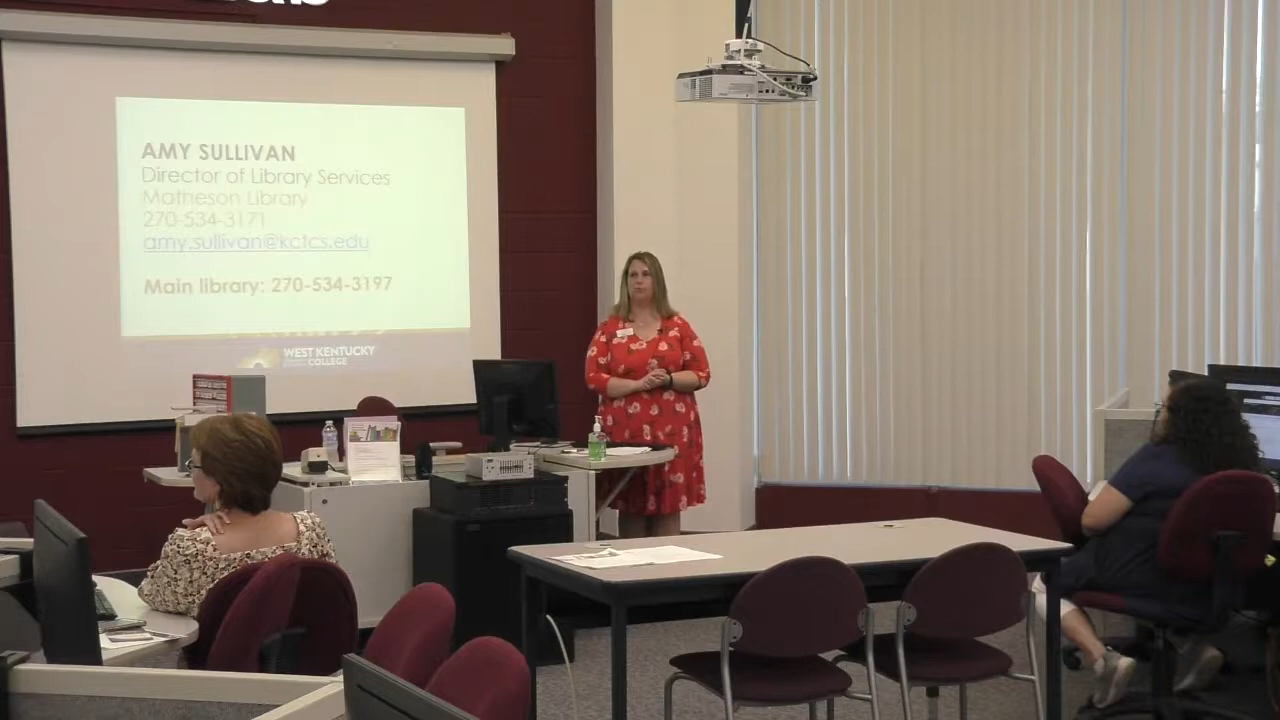 AMY SULLIVAN
Director of Library Services
Matheson Library
270-534-3171
amy.sullivan@kctcs.edu
Main library: 270-534-3197
WEST KENTUCKY
COLLEGE